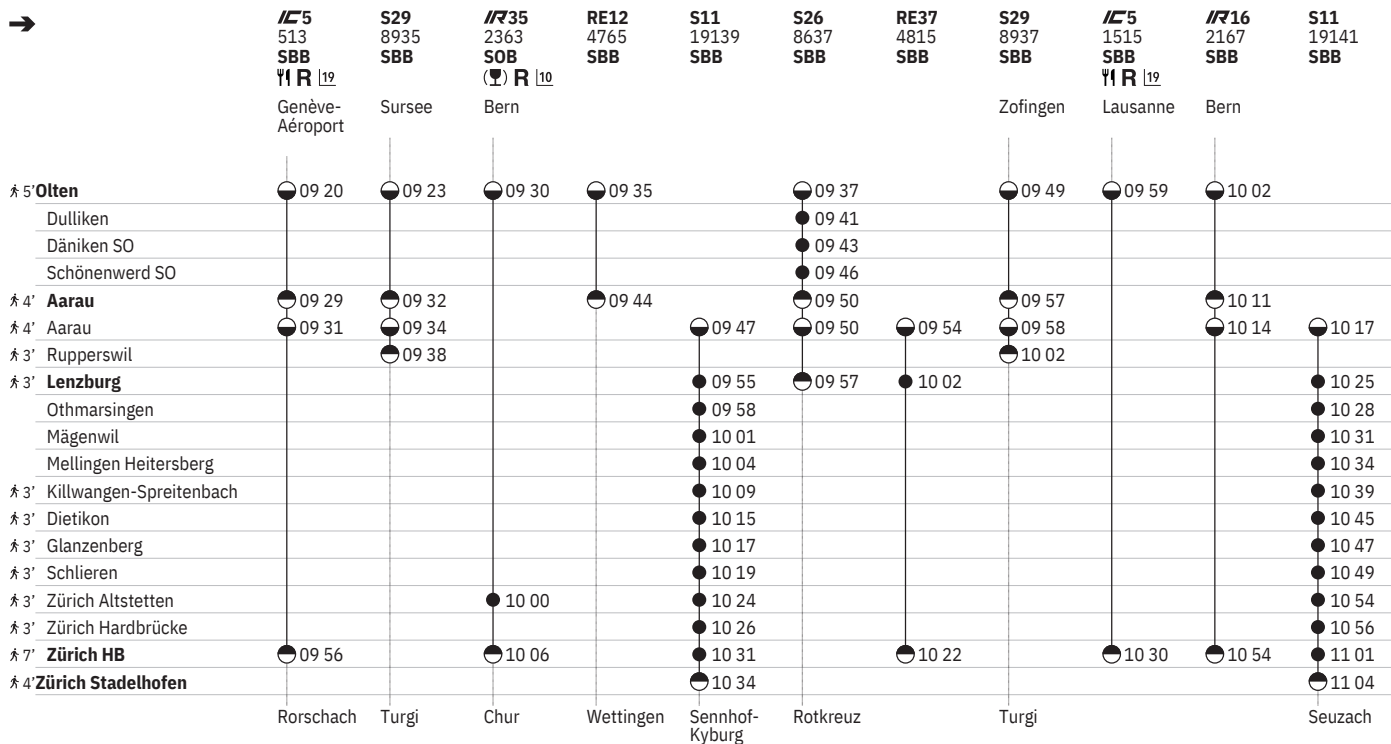 ➔ IC5 S29 IR35 RE12 S11 S26 RE37 S29 IC5 IR16 S11
513 8935 2363 4765 19139 8637 4815 8937 1515 2167 19141
SBB SBB SOB SBB SBB SBB SBB SBB SBB SBB SBB
R 19 R 10 R 19
Genève- Sursee Bern Zofingen Lausanne Bern
Aéroport
5' Olten 09 20 09 23 09 30 09 35 09 37 09 49 09 59 10 02
Dulliken 09 41
Däniken SO 09 43
Schönenwerd SO 09 46
4' Aarau 09 29 09 32 09 44 09 50 09 57 10 11
4' Aarau 09 31 09 34 09 47 09 50 09 54 09 58 10 14 10 17
3' Rupperswil 09 38 10 02
3' Lenzburg 09 55 09 57 10 02 10 25
Othmarsingen 09 58 10 28
Mägenwil 10 01 10 31
Mellingen Heitersberg 10 04 10 34
3' Killwangen-Spreitenbach 10 09 10 39
3' Dietikon 10 15 10 45
3' Glanzenberg 10 17 10 47
3' Schlieren 10 19 10 49
3' Zürich Altstetten 10 00 10 24 10 54
3' Zürich Hardbrücke 10 26 10 56
7' Zürich HB 09 56 10 06 10 31 10 22 10 30 10 54 11 01
4' Zürich Stadelhofen 10 34 11 04
Rorschach Turgi Chur Wettingen Sennhof- Rotkreuz Turgi Seuzach
Kyburg